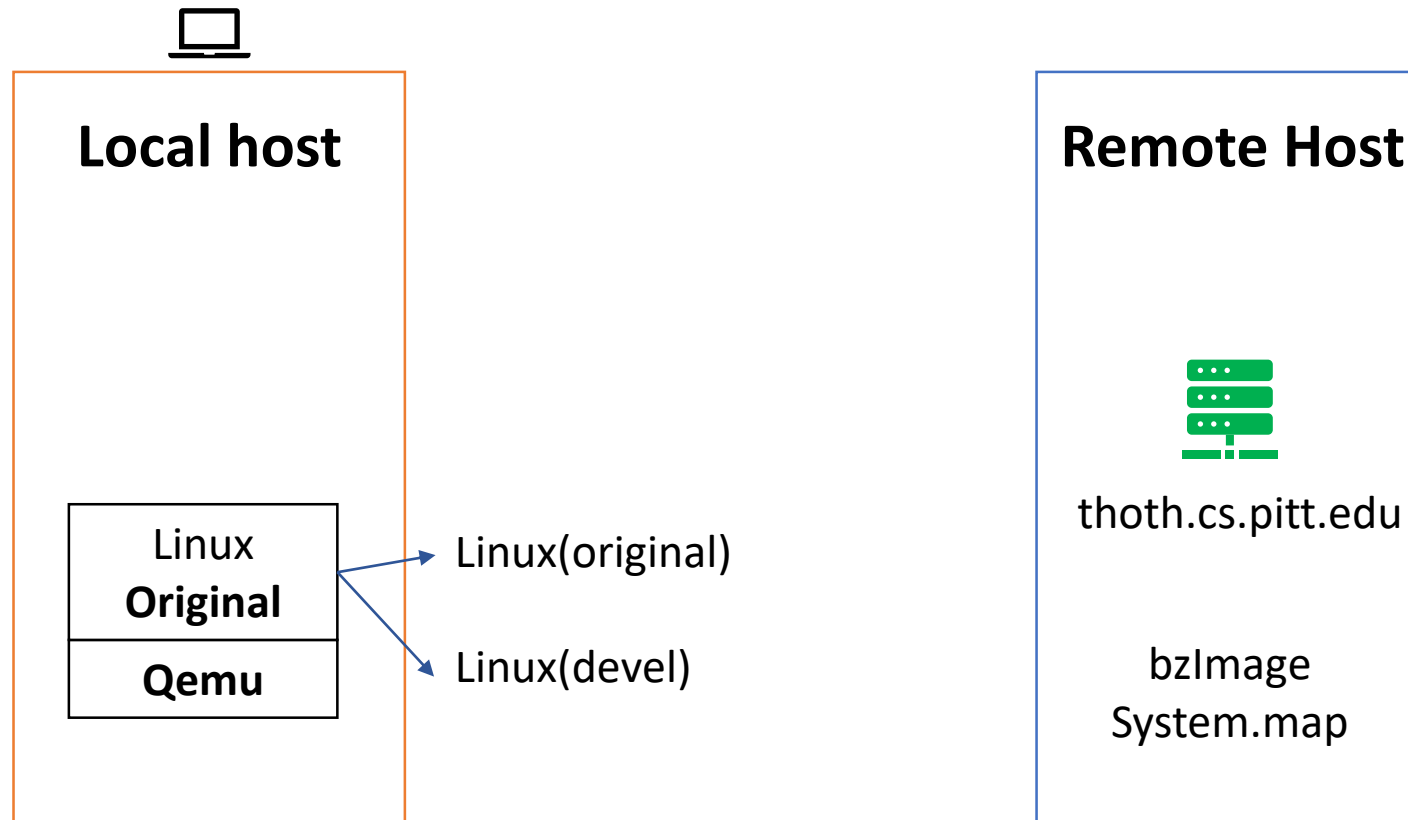 Local host
Linux
Original
Qemu
Linux(original)
Linux(devel)
Remote Host
thoth.cs.pitt.edu
bzImage
System.map